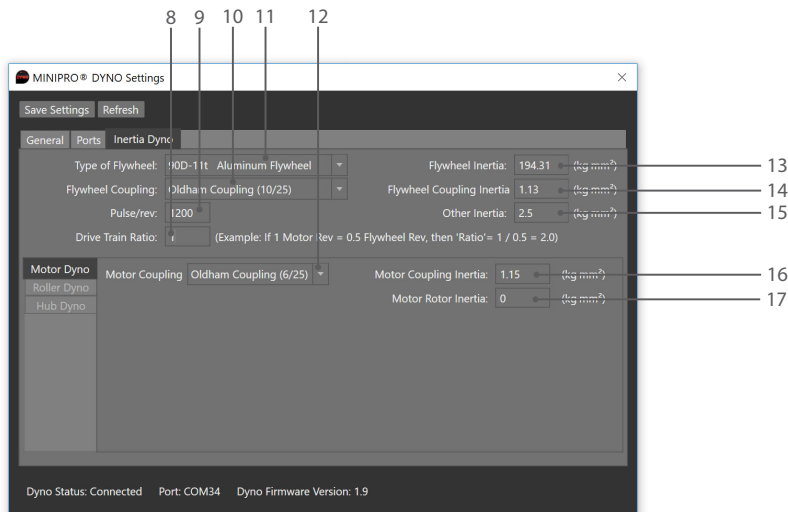 8 9 10 11 12
MINIPRO® DYNO Settings
Save Settings Refresh
General Ports Inertia Dyno
Type of Flywheel: 90D-11t Aluminum Flywheel Flywheel Inertia: 194.31 (kg mm²) 13
Flywheel Coupling: Oldham Coupling (10/25) Flywheel Coupling Inertia 1.13 (kg mm²) 14
Pulse/rev: 1200 Other Inertia: 2.5 (kg mm²) 15
Drive Train Ratio: (Example: If 1 Motor Rev = 0.5 Flywheel Rev, then 'Ratio'= 1 / 0.5 = 2.0)
Motor Dyno Motor Coupling Oldham Coupling (6/25) Motor Coupling Inertia: 1.15 (kg mm²) 16
Roller Dyno Motor Rotor Inertia: 0 (kg mm²) 17
Hub Dyno
Dyno Status: Connected Port: COM34 Dyno Firmware Version: 1.9